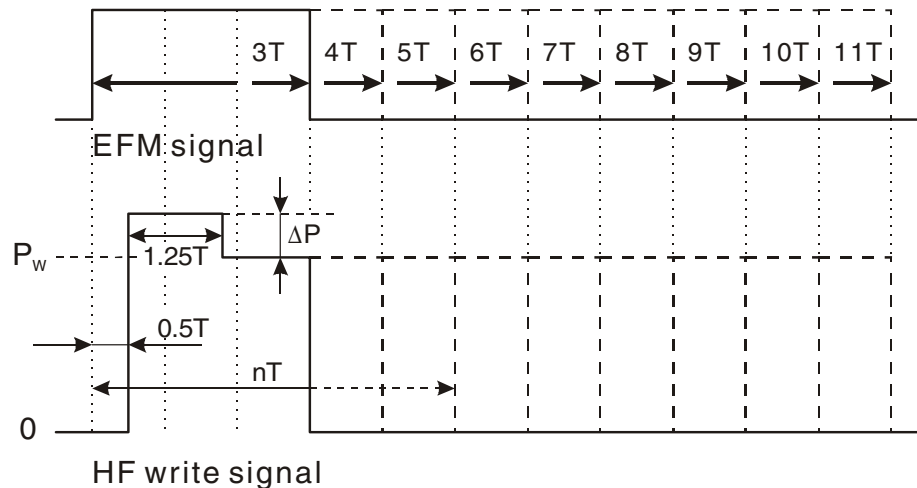 3T 4T 5T 6T 7T 8T 9T 10T 11T
EFM signal
ΔP
Pw 1.25T
0.5T
nT
0
HF write signal